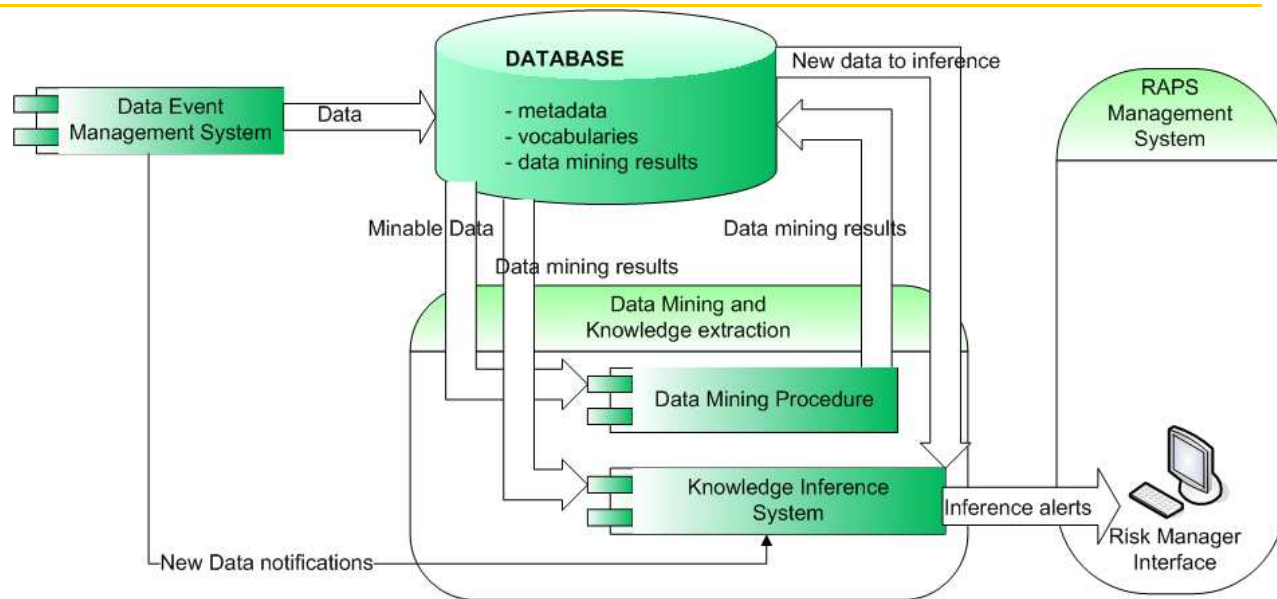 DATABASE
- metadata
- vocabularies
- data mining results
Data Event
Management System
Data
New data to inference
RAPS
Management
System
Minable Data
Data mining results
Data mining results
Data Mining and
Knowledge extraction
Data Mining Procedure
Knowledge Inference
System
Inference alerts
Risk Manager
Interface
New Data notifications